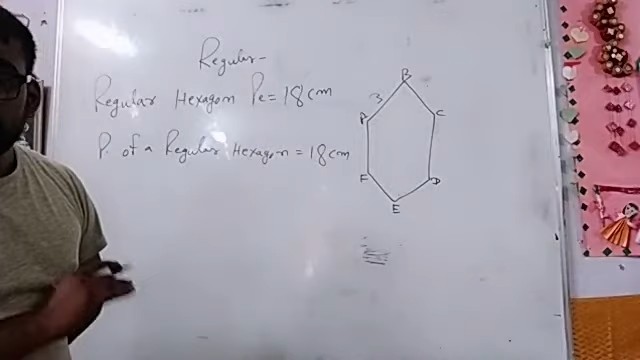 Regular-
Regular Hexagon Pe = 18 cm
P. of a Regular Hexagon = 18 cm
B
3
A
C
F
D
E